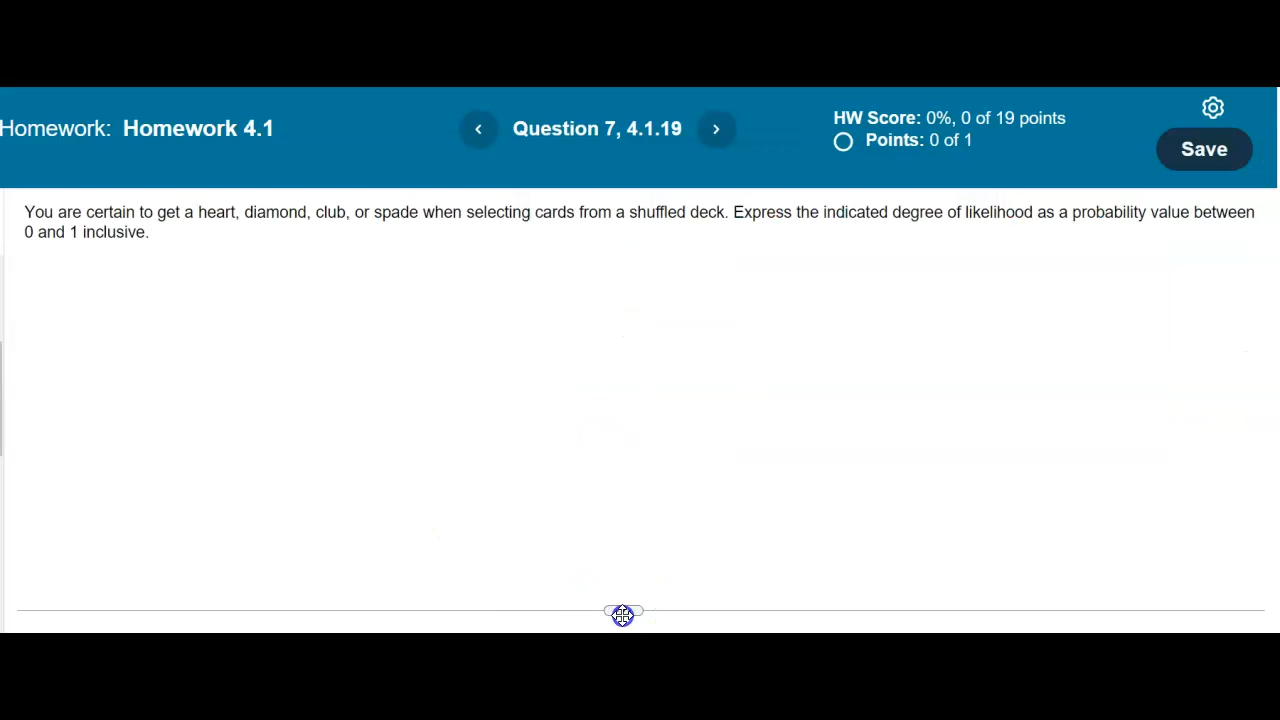 Homework: Homework 4.1
Question 7, 4.1.19
HW Score: 0%, 0 of 19 points
Points: 0 of 1
Save
You are certain to get a heart, diamond, club, or spade when selecting cards from a shuffled deck. Express the indicated degree of likelihood as a probability value between
0 and 1 inclusive.